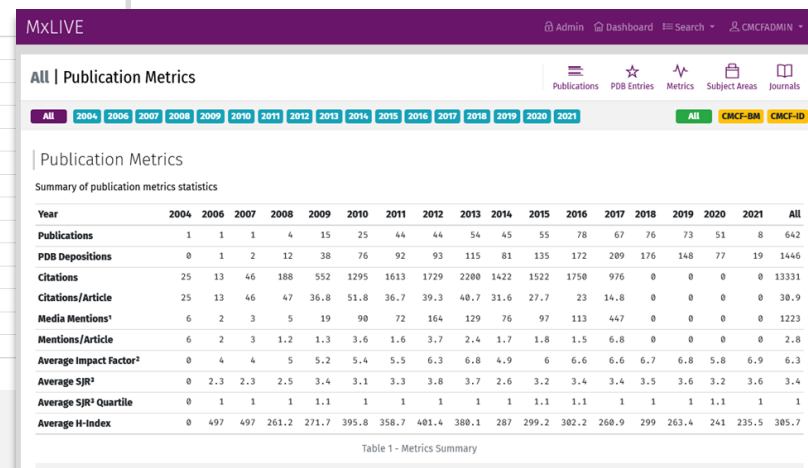 MxLIVE Admin Dashboard Search CMCFADMIN
All | Publication Metrics
Publications PDB Entries Metrics Subject Areas Journals
All 2004 2006 2007 2008 2009 2010 2011 2012 2013 2014 2015 2016 2017 2018 2019 2020 2021 All CMCF-BM CMCF-ID
Publication Metrics
Summary of publication metrics statistics
Year 2004 2006 2007 2008 2009 2010 2011 2012 2013 2014 2015 2016 2017 2018 2019 2020 2021 All
Publications 1 1 1 4 15 25 44 44 54 45 55 78 67 76 73 51 8 642
PDB Depositions 0 1 2 12 38 76 92 93 115 81 135 172 209 176 148 77 19 1446
Citations 25 13 46 188 552 1295 1613 1729 2200 1422 1522 1750 976 0 0 0 0 13331
Citations/Article 25 13 46 47 36.8 51.8 36.7 39.3 40.7 31.6 27.7 23 14.8 0 0 0 0 30.9
Media Mentions¹ 6 2 3 5 19 90 72 164 129 76 97 113 447 0 0 0 0 1223
Mentions/Article 6 2 3 1.2 1.3 3.6 1.6 3.7 2.4 1.7 1.8 1.5 6.8 0 0 0 0 2.8
Average Impact Factor² 0 4 4 5 5.2 5.4 5.5 6.3 6.8 4.9 6 6.6 6.6 6.7 6.8 5.8 6.9 6.3
Average SJR³ 0 2.3 2.3 2.5 3.4 3.1 3.3 3.8 3.7 2.6 3.2 3.4 3.4 3.5 3.6 3.2 3.6 3.4
Average SJR³ Quartile 0 1 1 1 1.1 1 1 1 1 1 1.1 1.1 1 1 1 1.1 1 1
Average H-Index 0 497 497 261.2 271.7 395.8 358.7 401.4 380.1 287 299.2 302.2 260.9 299 263.4 241 235.5 305.7
Table 1 - Metrics Summary